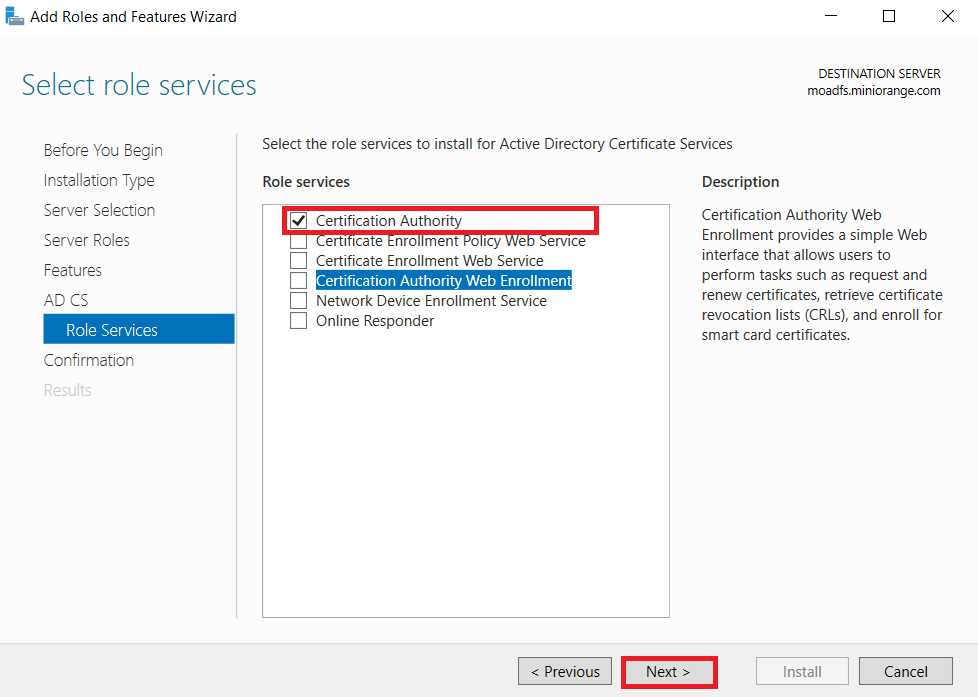 Add Roles and Features Wizard
Select role services
DESTINATION SERVER
moadfs.miniorange.com
Before You Begin
Installation Type
Server Selection
Server Roles
Features
AD CS
Role Services
Confirmation
Results
Select the role services to install for Active Directory Certificate Services
Role services
Certification Authority
Certificate Enrollment Policy Web Service
Certificate Enrollment Web Service
Certification Authority Web Enrollment
Network Device Enrollment Service
Online Responder
Description
Certification Authority Web
Enrollment provides a simple Web
interface that allows users to
perform tasks such as request and
renew certificates, retrieve certificate
revocation lists (CRLs), and enroll for
smart card certificates.
< Previous
Next >
Install
Cancel